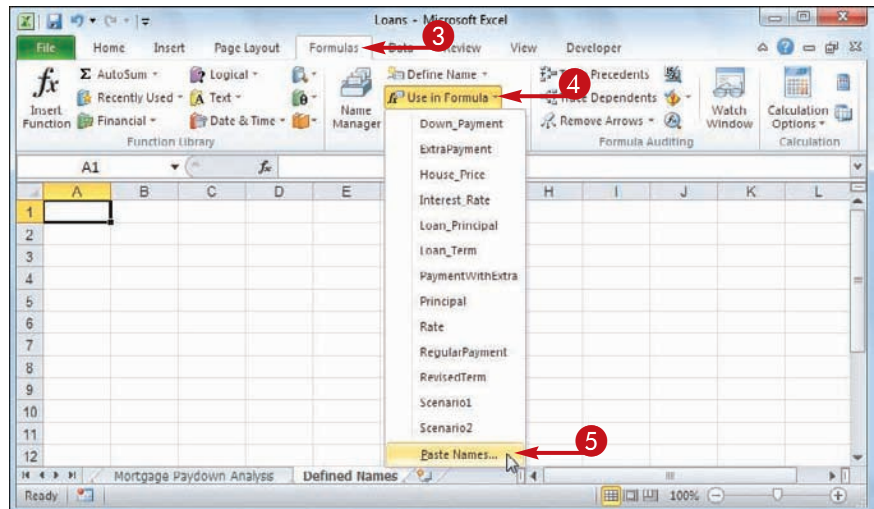 Loans - Microsoft Excel
File Home Insert Page Layout Formulas Data Review View Developer
3
fx Insert Function
Σ AutoSum
Recently Used
Financial
Logical
Text
Date & Time
Function Library
Name Manager
Define Name
Use in Formula
4
Precedents
Dependents
Remove Arrows
Formula Auditing
Watch Window
Calculation Options
Calculation
A1 fx
A B C D E H I J K L
1
2
3
4
5
6
7
8
9
10
11
12
Down_Payment
ExtraPayment
House_Price
Interest_Rate
Loan_Principal
Loan_Term
PaymentWithExtra
Principal
Rate
RegularPayment
RevisedTerm
Scenario1
Scenario2
Paste Names...
5
Mortgage Paydown Analysis Defined Names
Ready 100%